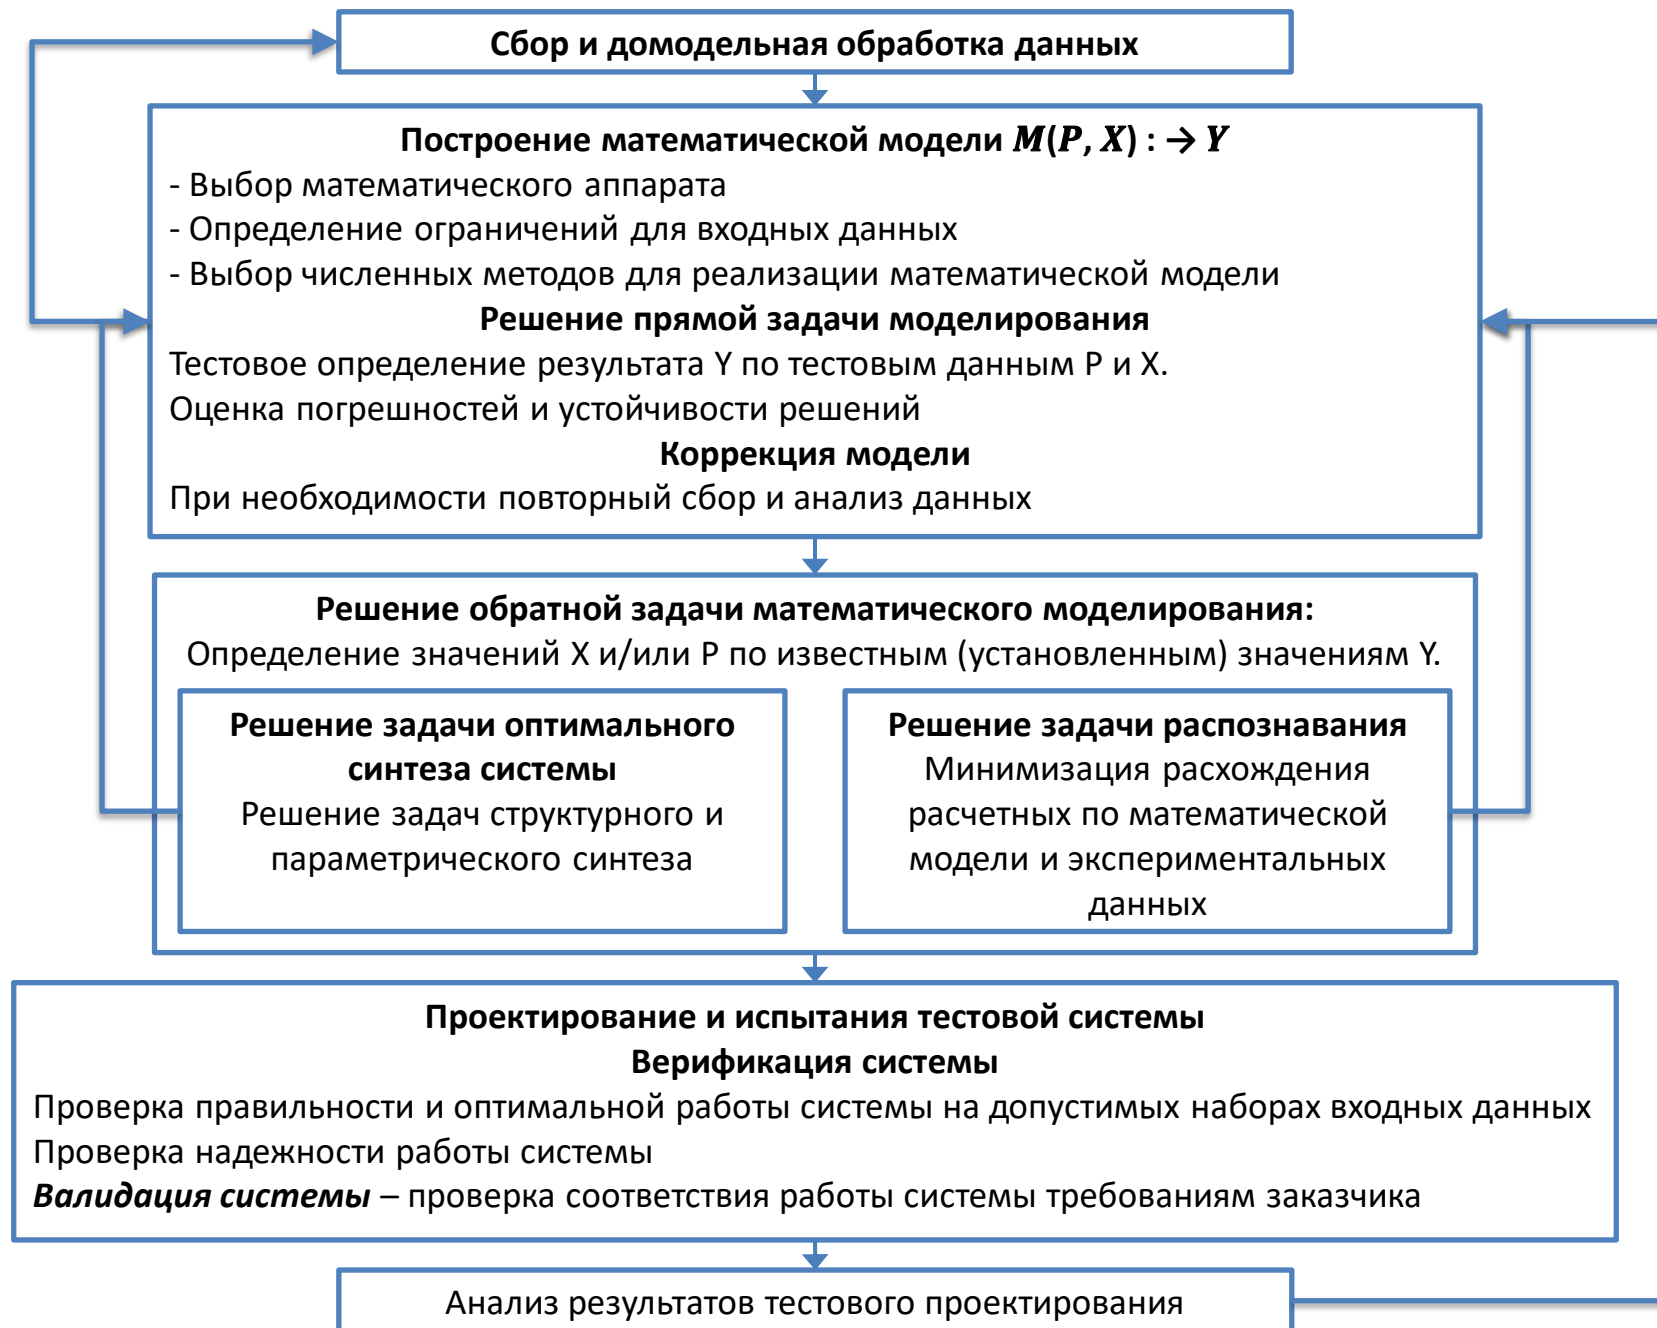 Сбор и домодельная обработка данных
Построение математической модели M(P, X) : → Y
- Выбор математического аппарата
- Определение ограничений для входных данных
- Выбор численных методов для реализации математической модели
Решение прямой задачи моделирования
Тестовое определение результата Y по тестовым данным P и X.
Оценка погрешностей и устойчивости решений
Коррекция модели
При необходимости повторный сбор и анализ данных
Решение обратной задачи математического моделирования:
Определение значений X и/или P по известным (установленным) значениям Y.
Решение задачи оптимального
синтеза системы
Решение задач структурного и
параметрического синтеза
Решение задачи распознавания
Минимизация расхождения
расчетных по математической
модели и экспериментальных
данных
Проектирование и испытания тестовой системы
Верификация системы
Проверка правильности и оптимальной работы системы на допустимых наборах входных данных
Проверка надежности работы системы
Валидация системы – проверка соответствия работы системы требованиям заказчика
Анализ результатов тестового проектирования